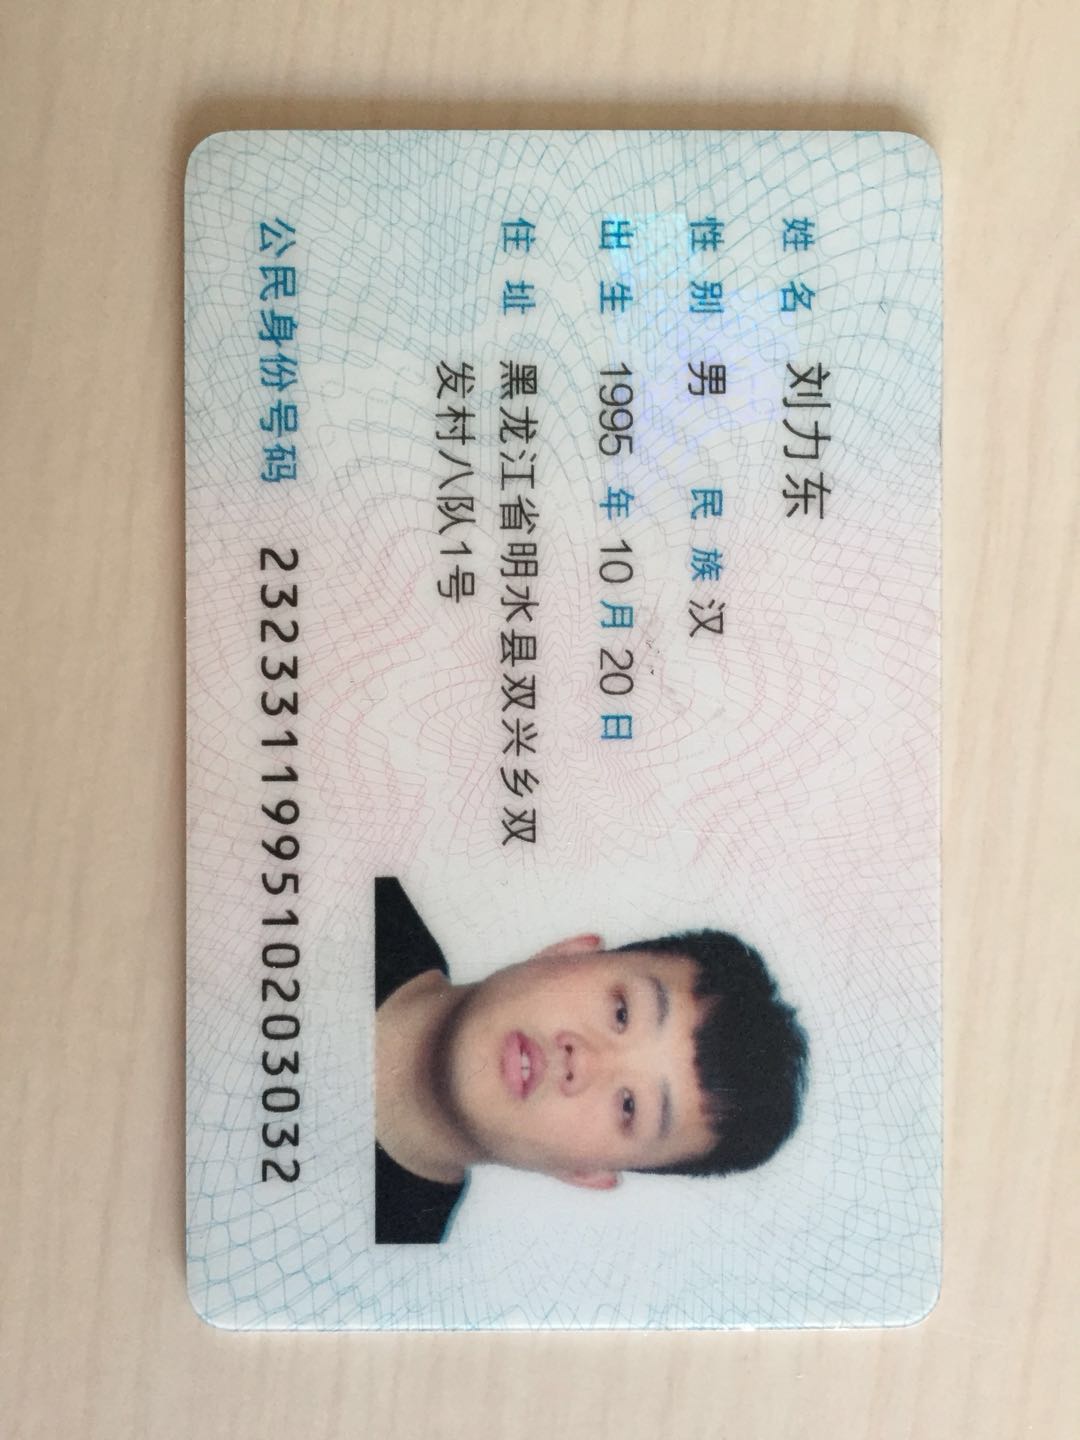 姓名 刘力东
性别 男 民族 汉
出生 1995 年 10 月 20 日
住址 黑龙江省明水县双兴乡双
发村八队1号
公民身份号码 232331199510203032